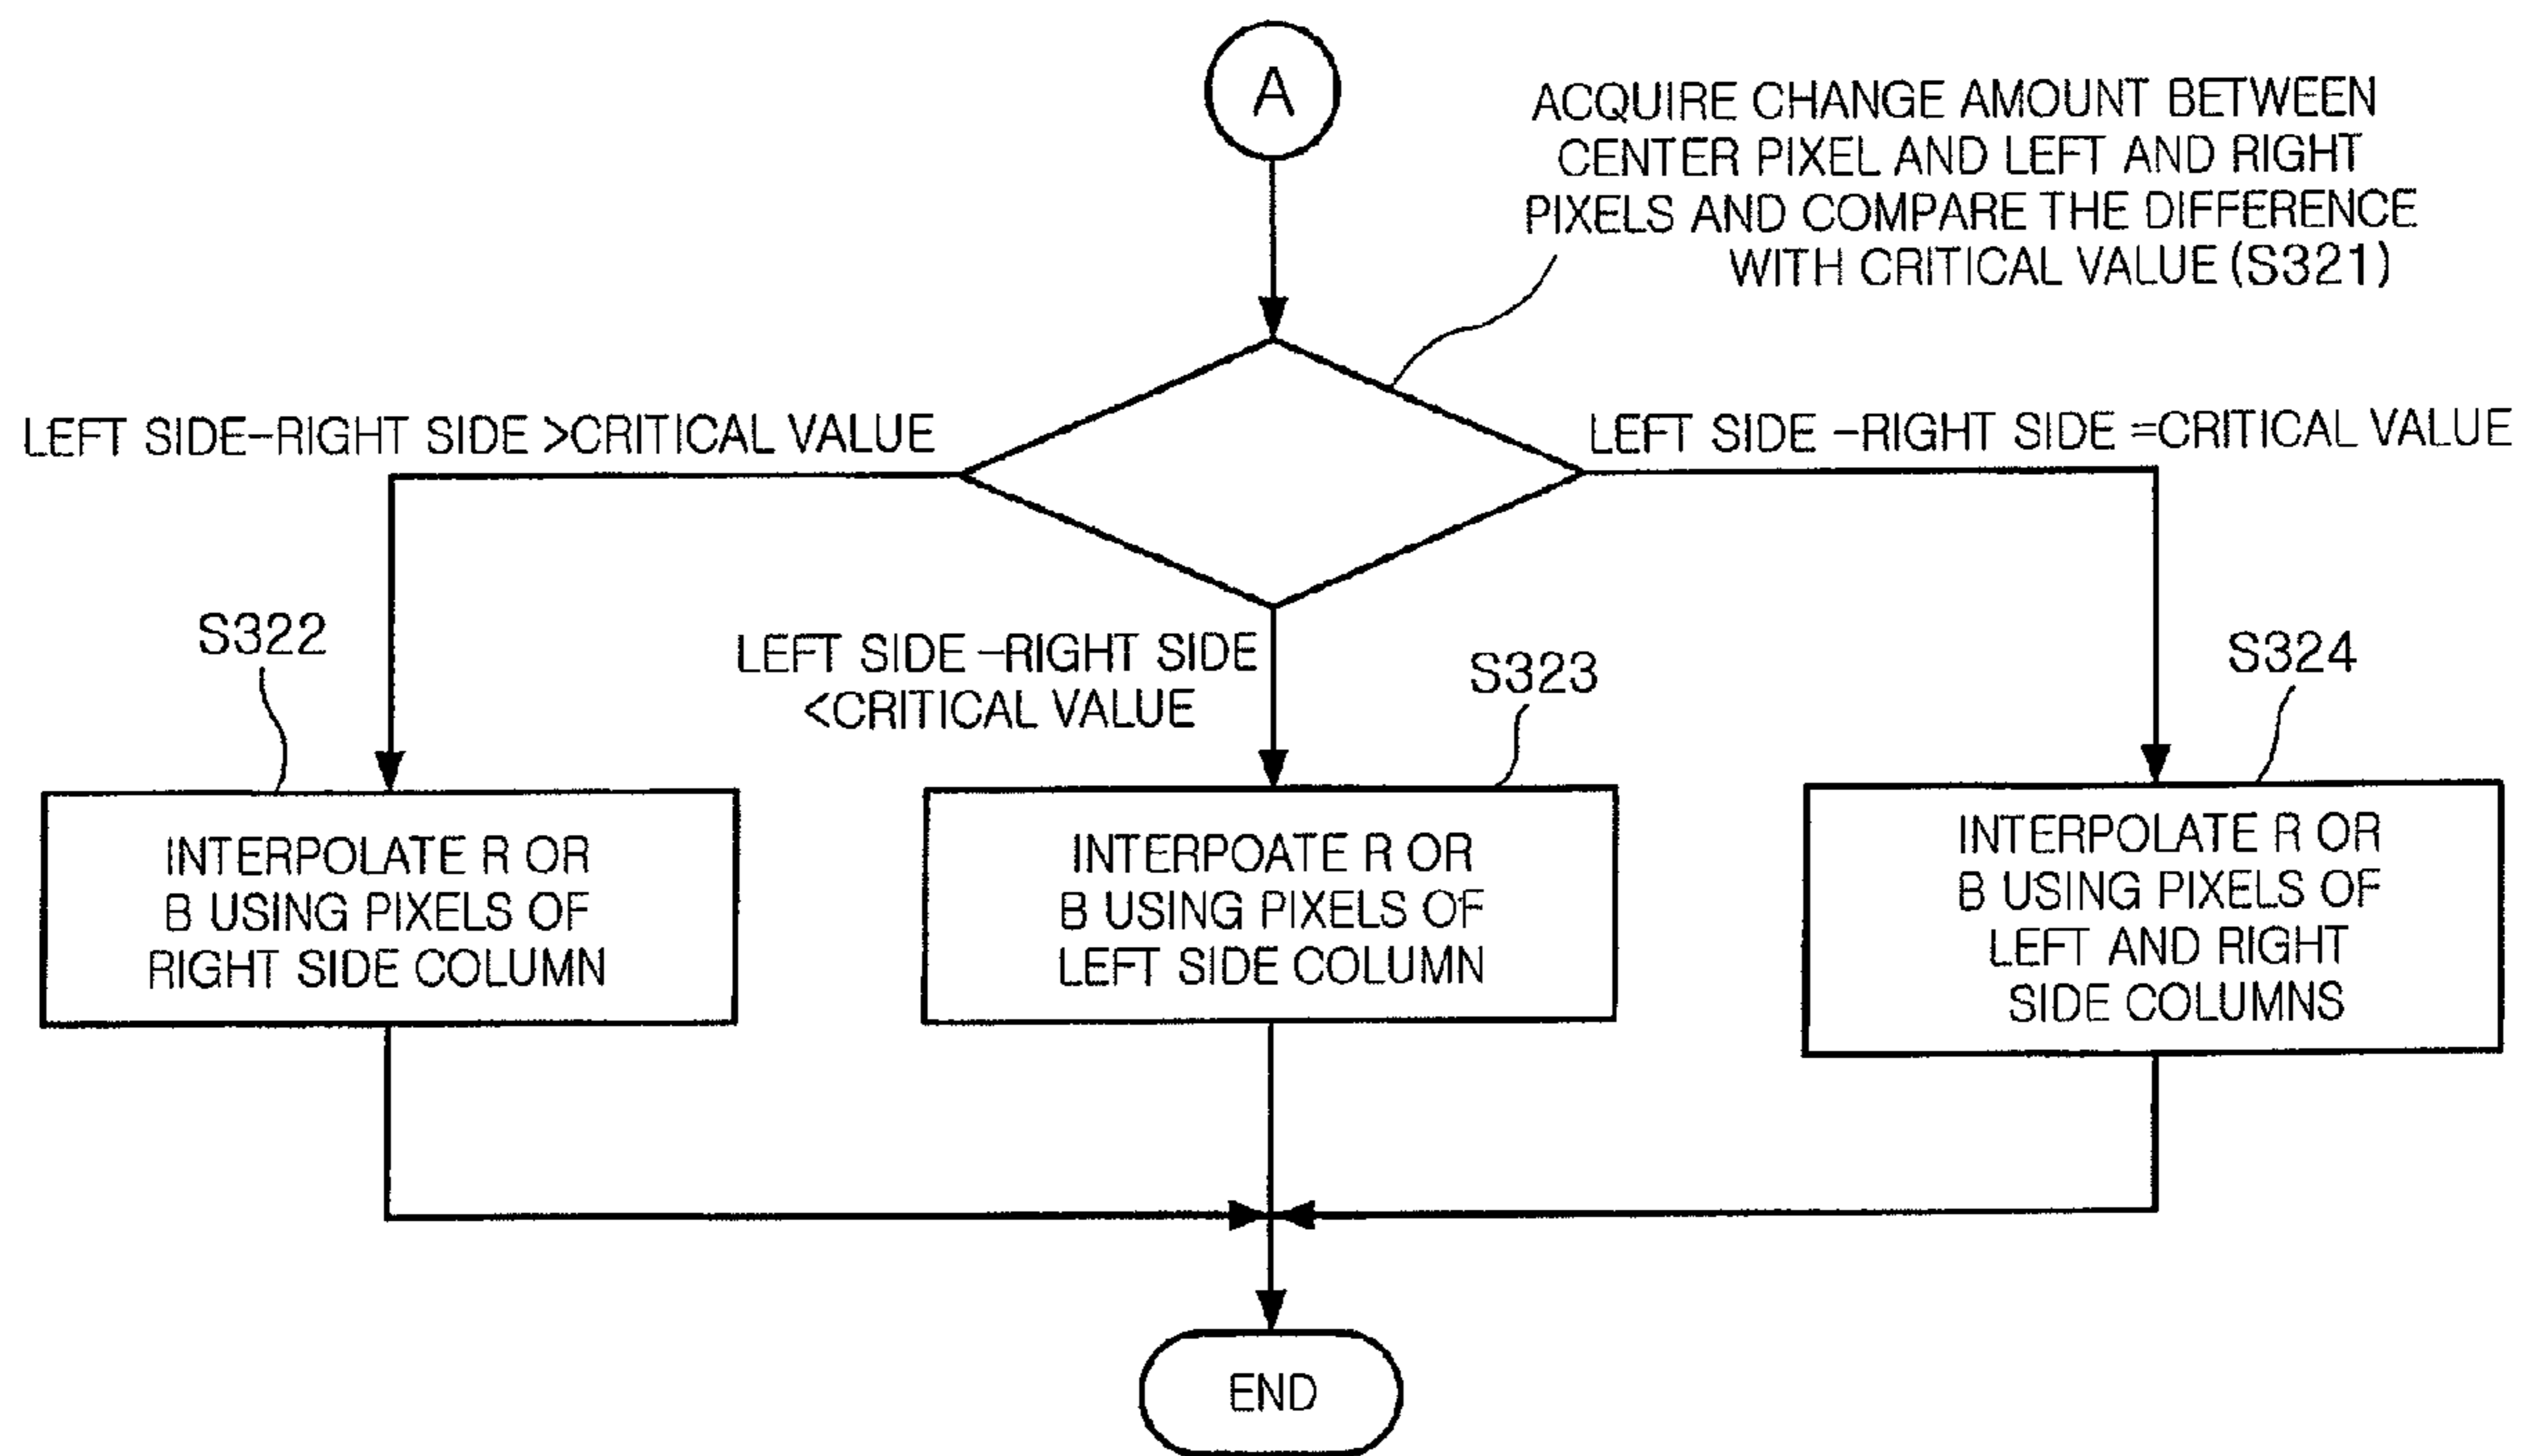 A
ACQUIRE CHANGE AMOUNT BETWEEN
CENTER PIXEL AND LEFT AND RIGHT
PIXELS AND COMPARE THE DIFFERENCE
WITH CRITICAL VALUE (S321)
LEFT SIDE-RIGHT SIDE >CRITICAL VALUE
LEFT SIDE -RIGHT SIDE =CRITICAL VALUE
LEFT SIDE -RIGHT SIDE
<CRITICAL VALUE
S322
S323
S324
INTERPOLATE R OR
B USING PIXELS OF
RIGHT SIDE COLUMN
INTERPOATE R OR
B USING PIXELS OF
LEFT SIDE COLUMN
INTERPOLATE R OR
B USING PIXELS OF
LEFT AND RIGHT
SIDE COLUMNS
END